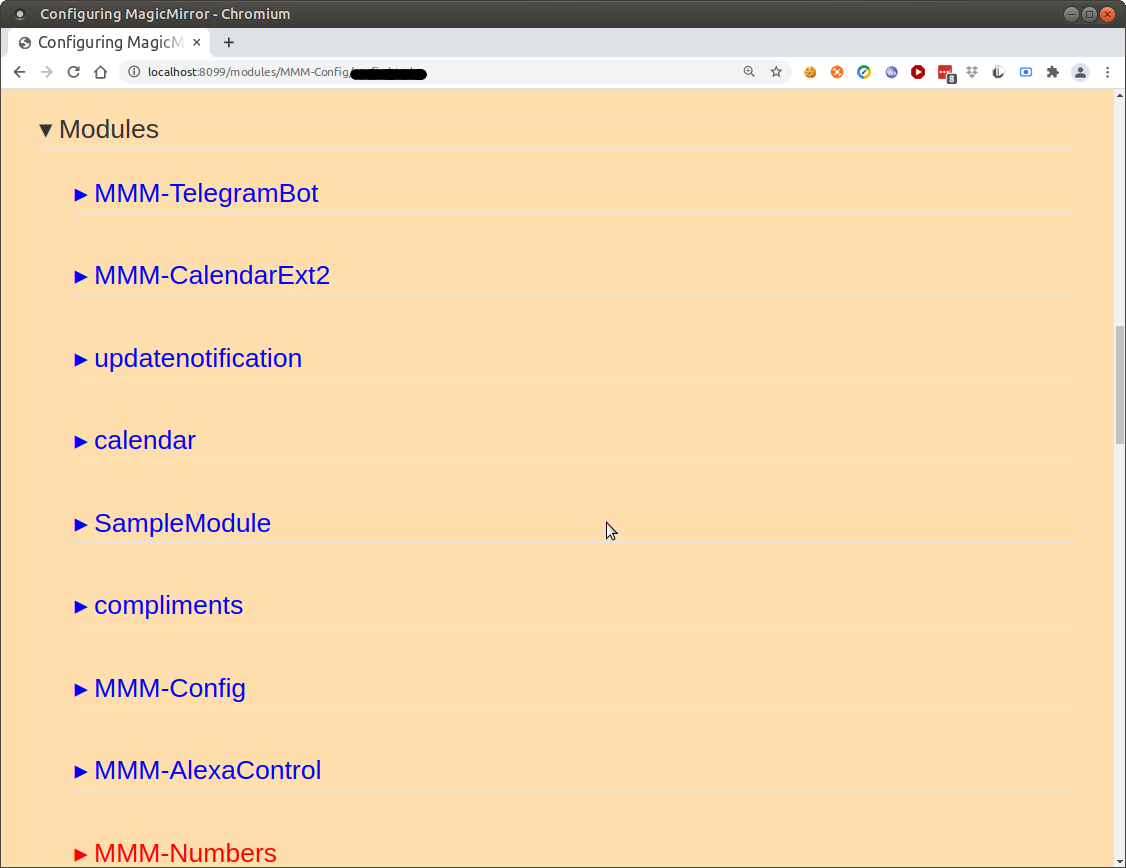 Configuring MagicMirror - Chromium
Configuring MagicM
localhost:8099/modules/MMM-Config/
8
▾ Modules
▸ MMM-TelegramBot
▸ MMM-CalendarExt2
▸ updatenotification
▸ calendar
▸ SampleModule
▸ compliments
▸ MMM-Config
▸ MMM-AlexaControl
▸ MMM-Numbers